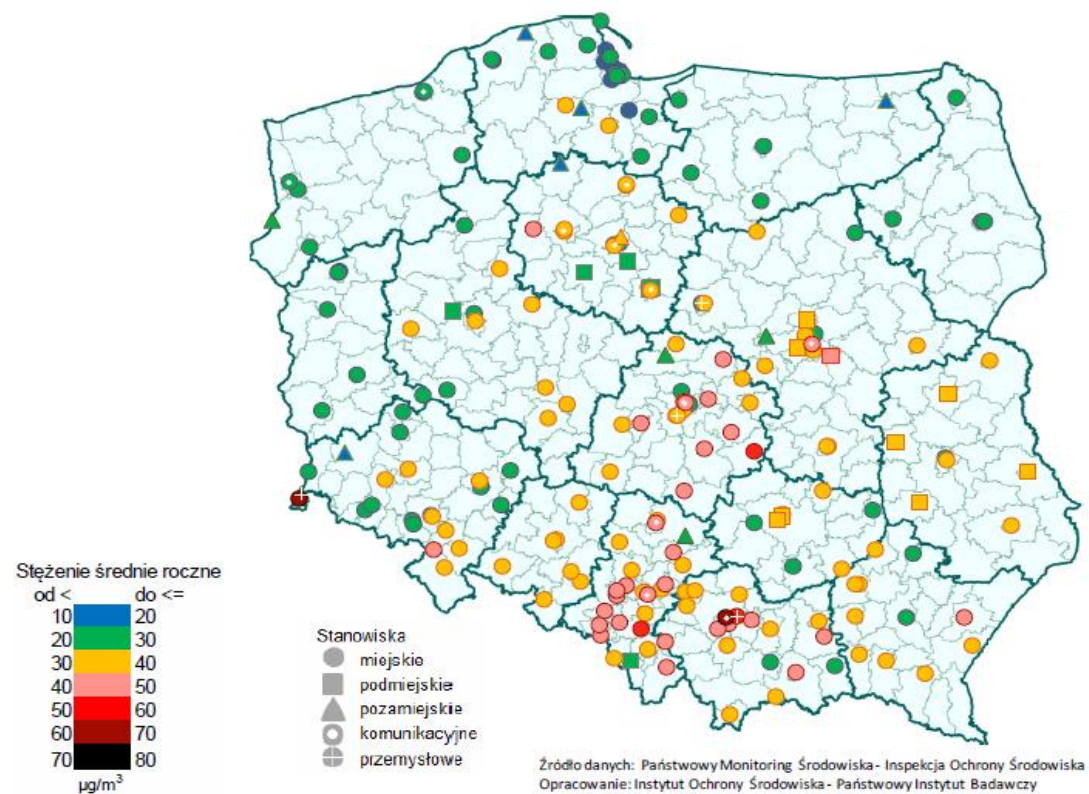 Stężenie średnie roczne
od < do <=
10 20
20 30
30 40
40 50
50 60
60 70
70 80
µg/m³
Stanowiska
miejskie
podmiejskie
pozamiejskie
komunikacyjne
przemysłowe
Źródło danych: Państwowy Monitoring Środowiska - Inspekcja Ochrony Środowiska
Opracowanie: Instytut Ochrony Środowiska - Państwowy Instytut Badawczy